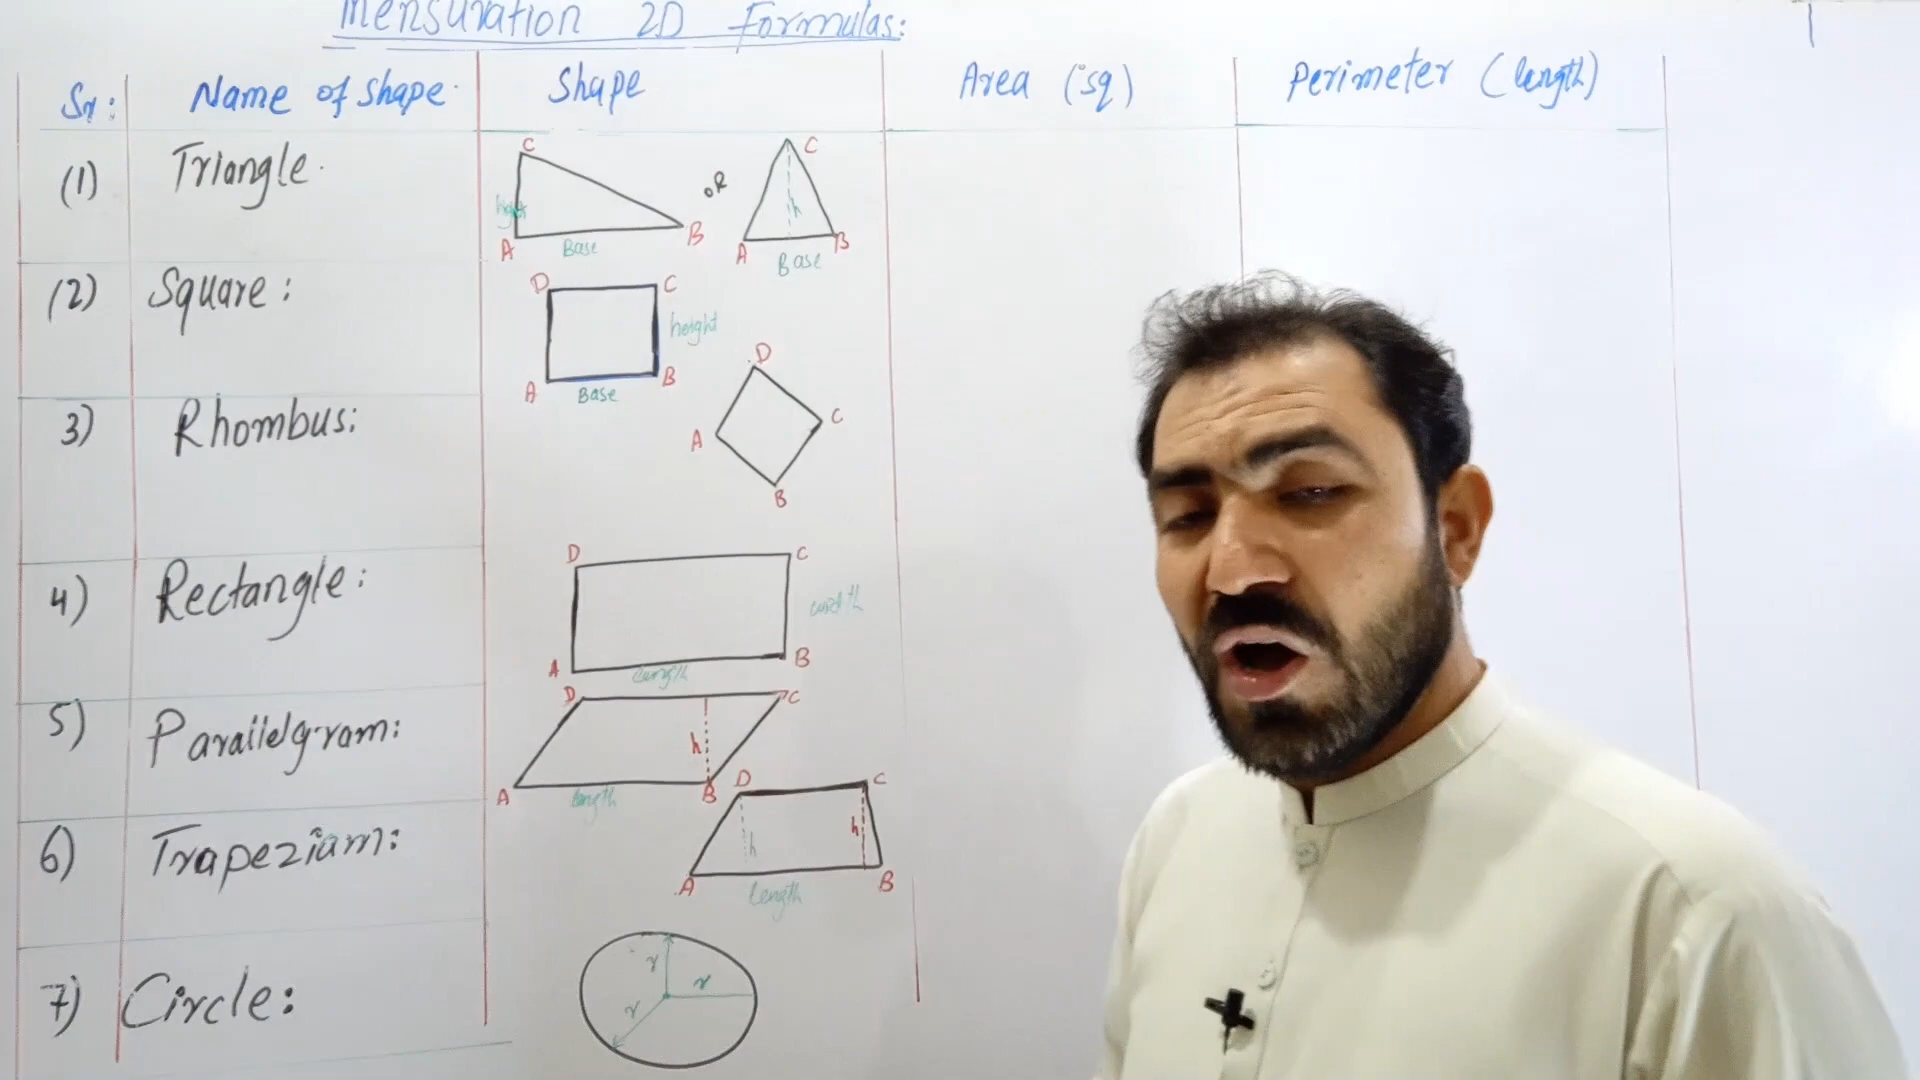 Mensuration 2D Formulas:
Sr: Name of shape. Shape Area (sq) Perimeter (length)
(1) Triangle.
C
hight
A Base B
OR
C
h
A Base B
(2) Square:
D C
height
A Base B
3) Rhombus:
D
A C
B
4) Rectangle:
D C
width
A length B
5) Parallelgram:
D C
h
A length B
6) Trapeziam:
D C
h h
A length B
7) Circle:
r
r
r